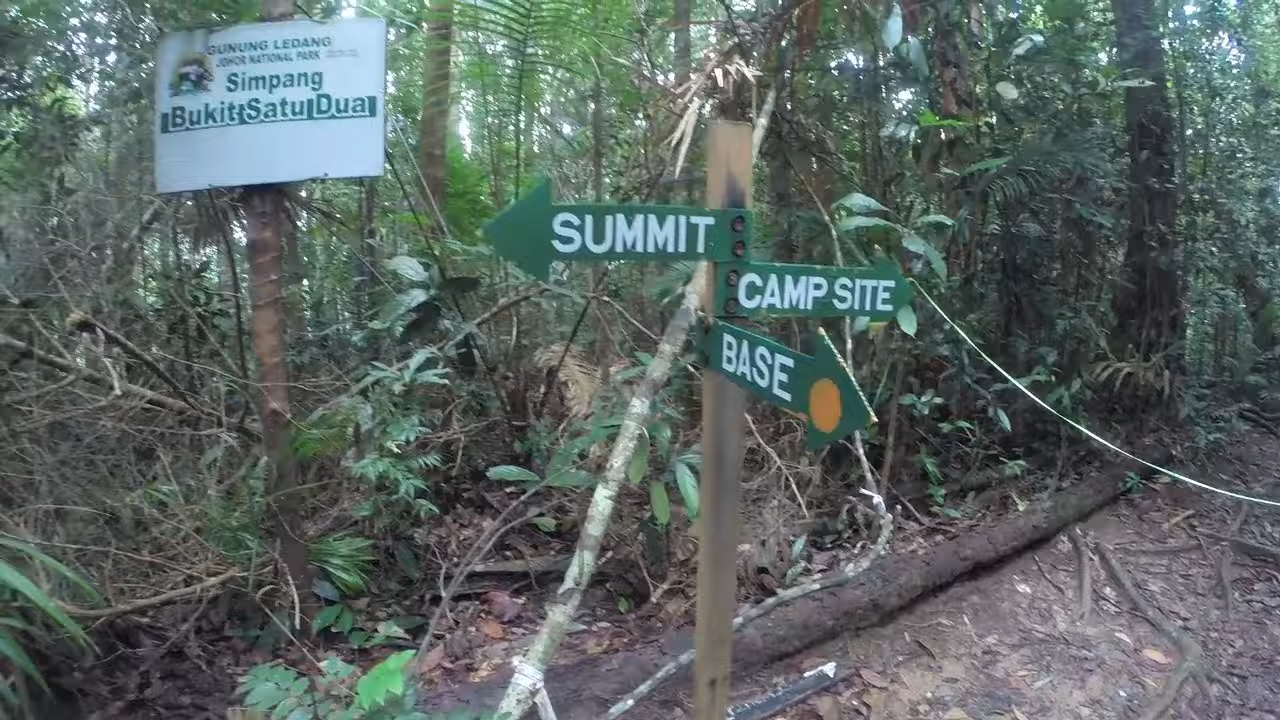 GUNUNG LEDANG
JOHOR NATIONAL PARK
Simpang
Bukit Satu Dua
SUMMIT
CAMP SITE
BASE